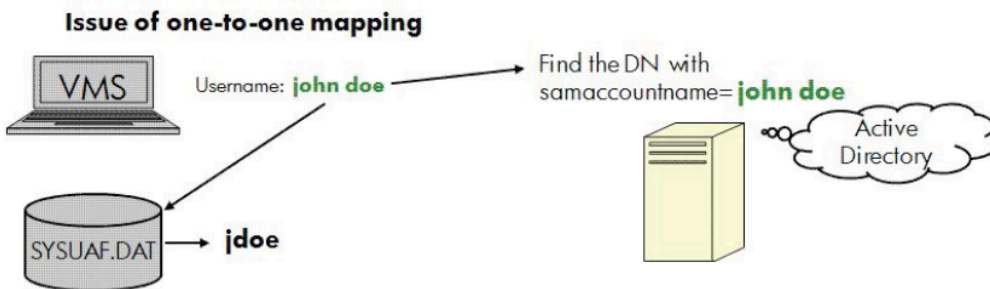 Issue of one-to-one mapping
VMS
Username: john doe
Find the DN with
samaccountname= john doe
Active
Directory
SYSUAF.DAT
jdoe